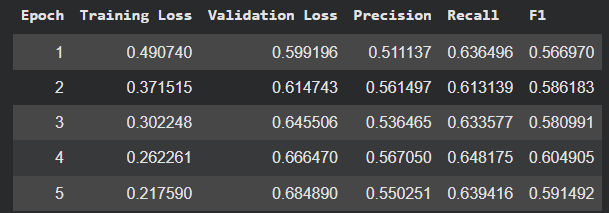 Epoch Training Loss Validation Loss Precision Recall F1
1 0.490740 0.599196 0.511137 0.636496 0.566970
2 0.371515 0.614743 0.561497 0.613139 0.586183
3 0.302248 0.645506 0.536465 0.633577 0.580991
4 0.262261 0.666470 0.567050 0.648175 0.604905
5 0.217590 0.684890 0.550251 0.639416 0.591492